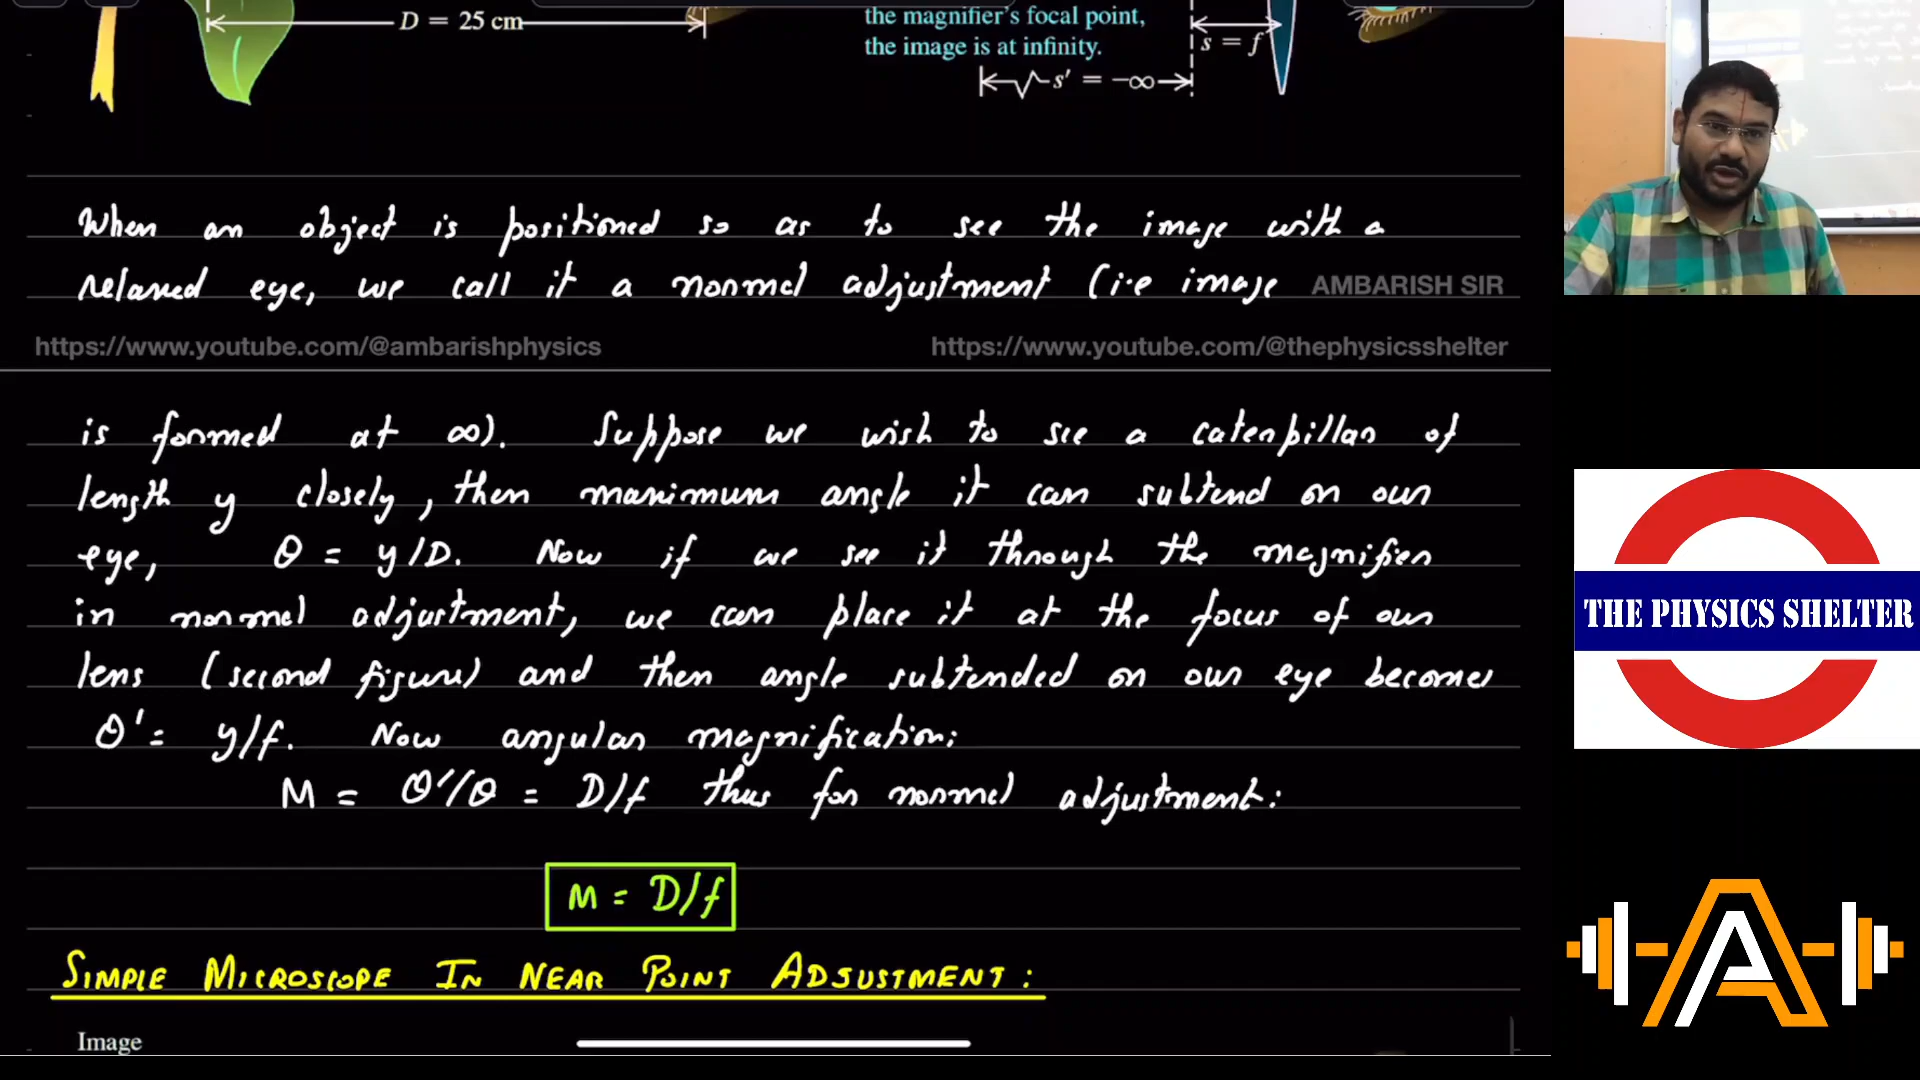 D = 25 cm
the magnifier's focal point,
the image is at infinity.
s = f
s′ = −∞
When an object is positioned so as to see the image with a
relaxed eye, we call it a normal adjustment (i.e image
AMBARISH SIR
https://www.youtube.com/@ambarishphysics
https://www.youtube.com/@thephysicsshelter
is formed at ∞). Suppose we wish to see a caterpillar of
length y closely, then maximum angle it can subtend on our
eye, θ = y/D. Now if we see it through the magnifier
in normal adjustment, we can place it at the focus of our
lens (second figure) and then angle subtended on our eye becomes
θ' = y/f. Now angular magnification:
M = θ'/θ = D/f thus for normal adjustment:
M = D/f
SIMPLE MICROSCOPE IN NEAR POINT ADJUSTMENT:
Image
THE PHYSICS SHELTER
A